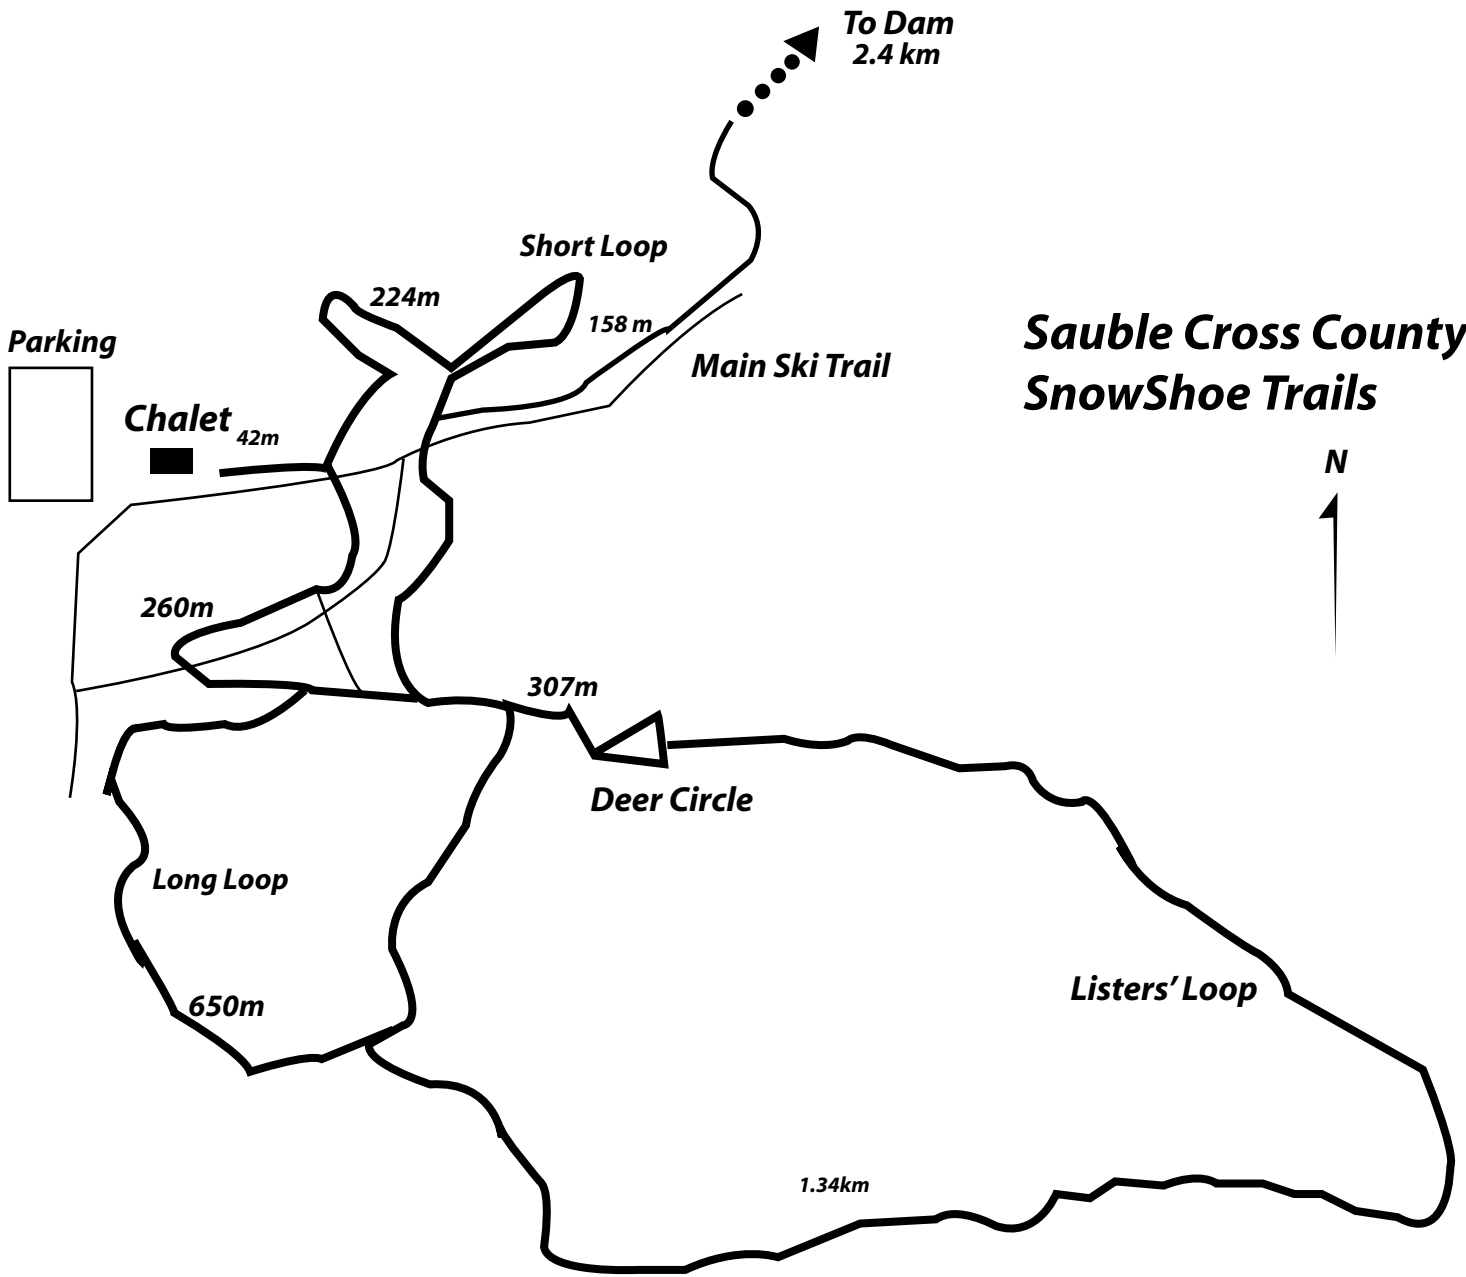 To Dam
2.4 km
Short Loop
224m
158 m
Parking
Main Ski Trail
Sauble Cross County
SnowShoe Trails
Chalet
42m
N
260m
307m
Deer Circle
Long Loop
Listers’ Loop
650m
1.34km